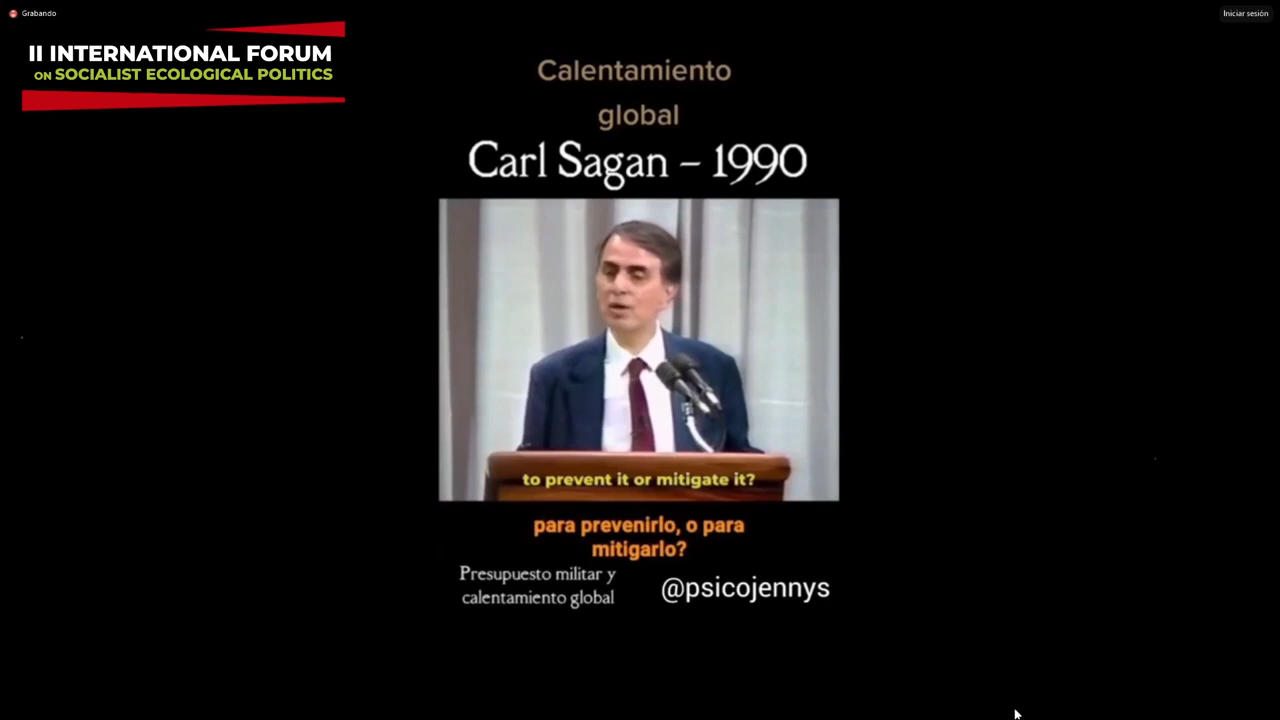 Grabando
Iniciar sesión
II INTERNATIONAL FORUM
ON SOCIALIST ECOLOGICAL POLITICS
Calentamiento
global
Carl Sagan – 1990
to prevent it or mitigate it?
para prevenirlo, o para
mitigarlo?
Presupuesto militar y
calentamiento global
@psicojennys